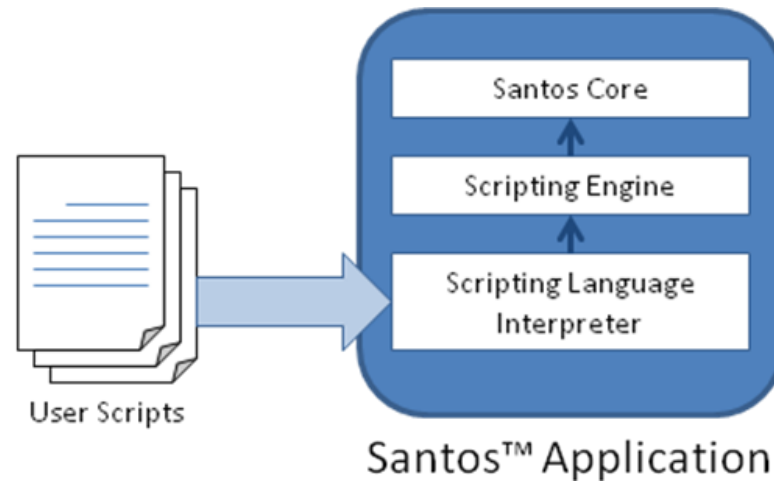 Santos Core
Scripting Engine
Scripting Language
Interpreter
User Scripts
Santos™ Application